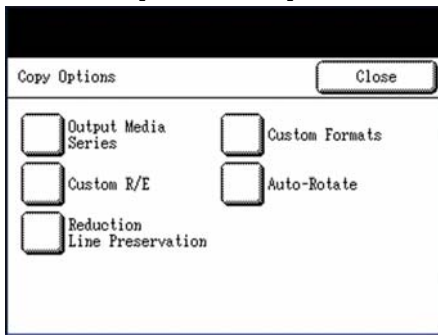 Copy Options
Close
Output Media
Series
Custom Formats
Custom R/E
Auto-Rotate
Reduction
Line Preservation